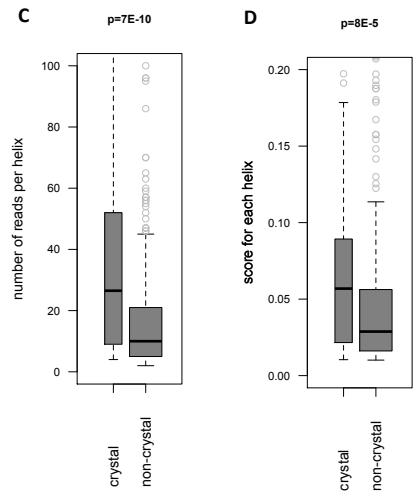 C
p=7E-10
number of reads per helix
100
80
60
40
20
0
crystal
non-crystal
D
p=8E-5
score for each helix
0.20
0.15
0.10
0.05
0.00
crystal
non-crystal